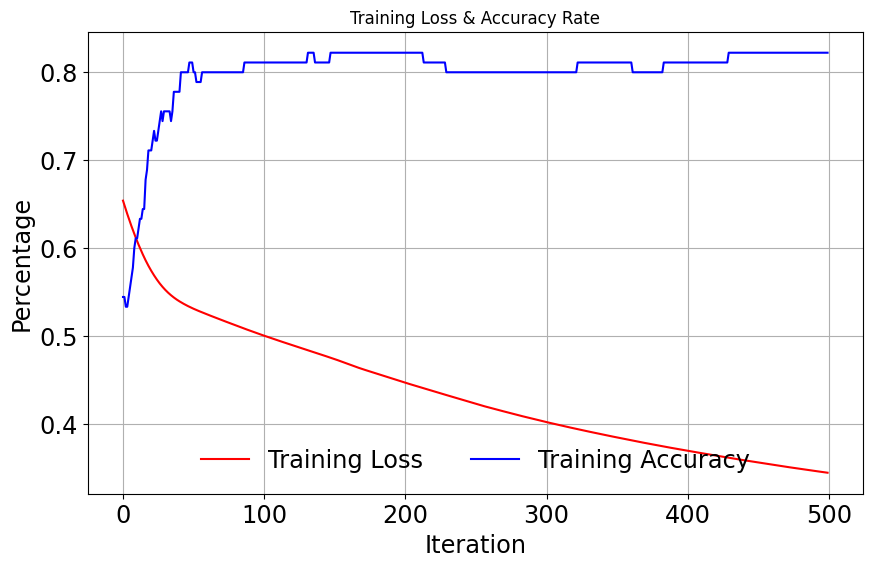 Training Loss & Accuracy Rate
Percentage
0.8
0.7
0.6
0.5
0.4
Training Loss Training Accuracy
0 100 200 300 400 500
Iteration